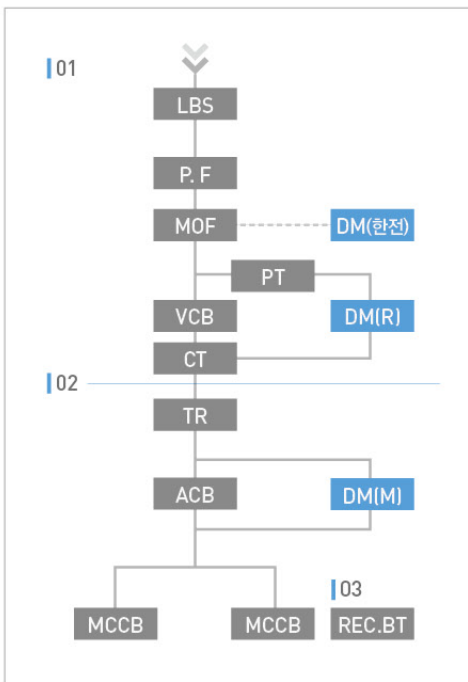 01
LBS
P. F
MOF
DM(한전)
PT
VCB
DM(R)
CT
02
TR
ACB
DM(M)
03
MCCB
MCCB
REC.BT